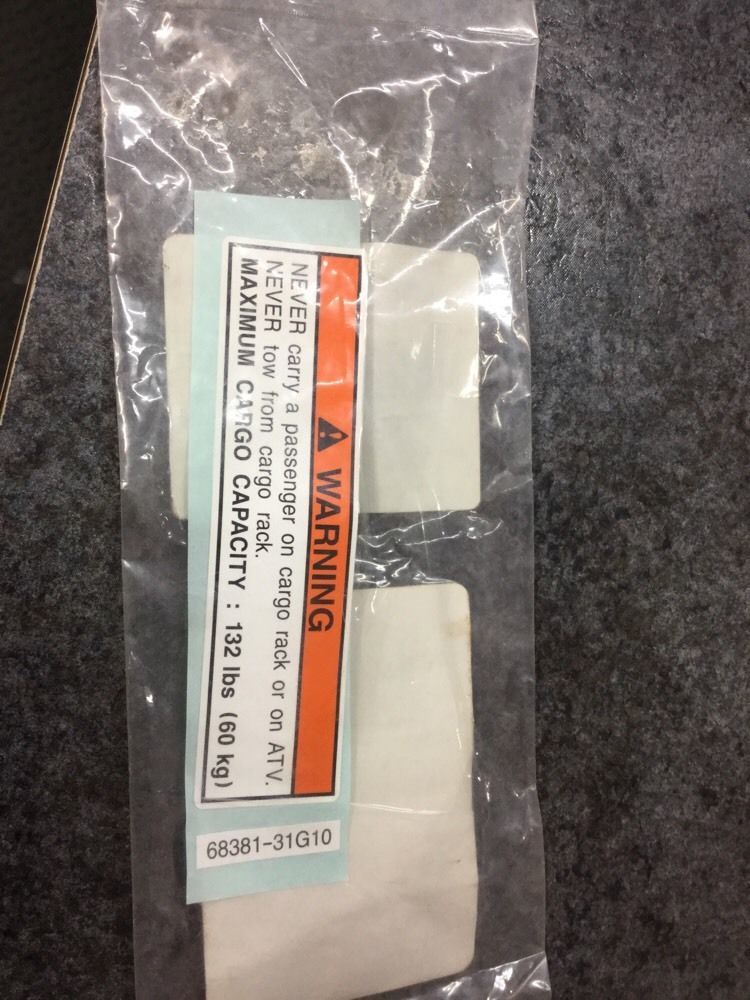 WARNING
NEVER carry a passenger on cargo rack or on ATV.
NEVER tow from cargo rack.
MAXIMUM CARGO CAPACITY : 132 lbs (60 kg)
68381-31G10